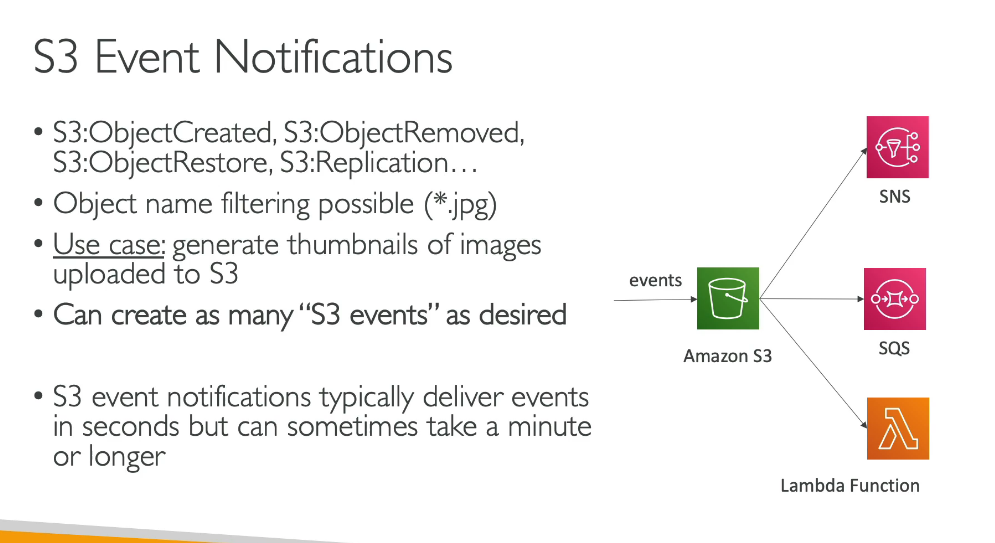 S3 Event Notifications
• S3:ObjectCreated, S3:ObjectRemoved,
S3:ObjectRestore, S3:Replication…
• Object name filtering possible (*.jpg)
• Use case: generate thumbnails of images
uploaded to S3
• Can create as many “S3 events” as desired
• S3 event notifications typically deliver events
in seconds but can sometimes take a minute
or longer
events
Amazon S3
SNS
SQS
Lambda Function